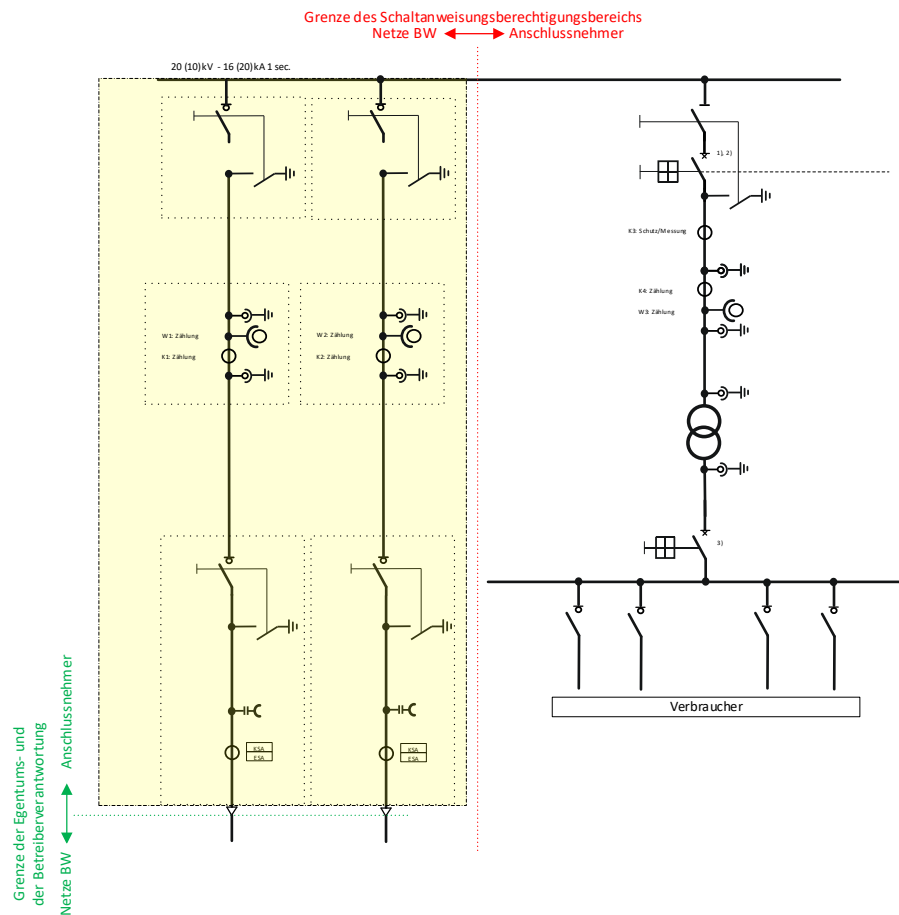 Grenze des Schaltanweisungsberechtigungsbereichs
Netze BW Anschlussnehmer
20 (10)kV - 16 (20)kA 1 sec.
1), 2)
K3: Schutz/Messung
K4: Zählung
W3: Zählung
W1: Zählung
K1: Zählung
W2: Zählung
K2: Zählung
3)
Verbraucher
KSA
ESA
KSA
ESA
Grenze der Egentums- und
der Betreiberverantwortung
Netze BW Anschlussnehmer